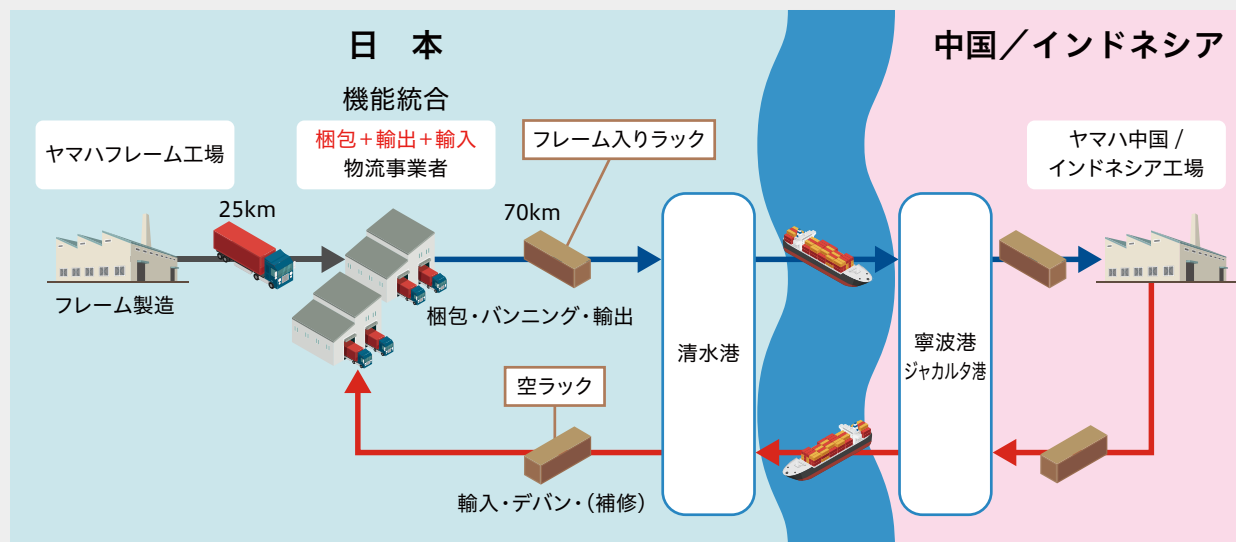 日 本
中国／インドネシア
機能統合
ヤマハフレーム工場
梱包＋輸出＋輸入
物流事業者
フレーム入りラック
ヤマハ中国 /
インドネシア工場
25km
70km
フレーム製造
梱包・バンニング・輸出
清水港
寧波港
ジャカルタ港
空ラック
輸入・デバン・（補修）